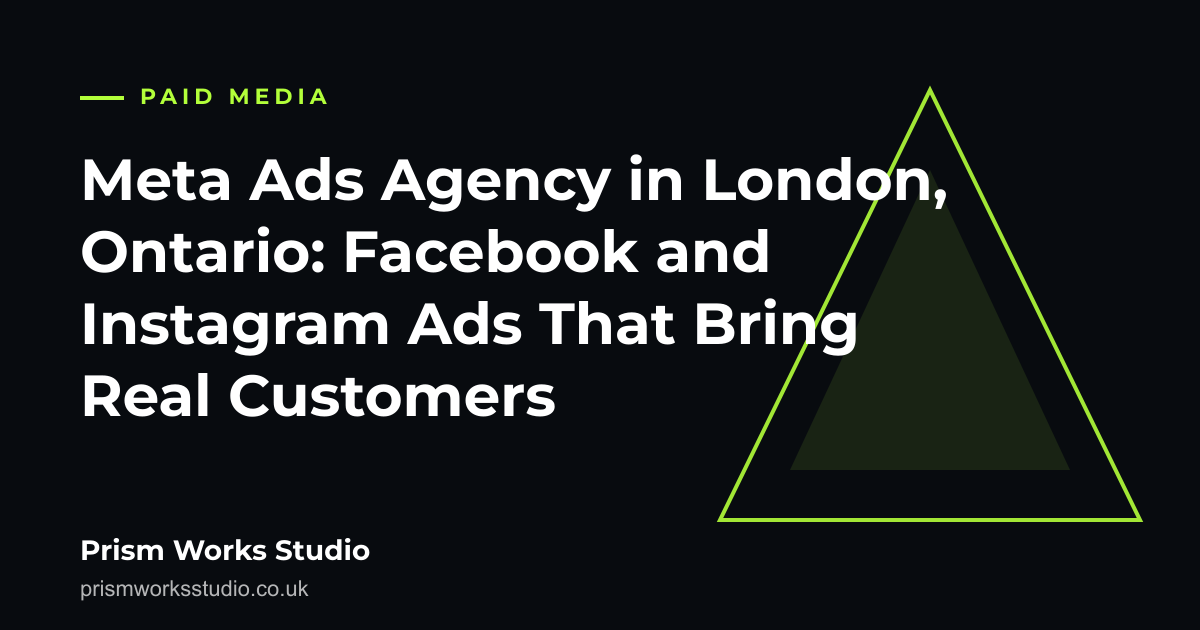 PAID MEDIA
Meta Ads Agency in London,
Ontario: Facebook and
Instagram Ads That Bring
Real Customers
Prism Works Studio
prismworksstudio.co.uk